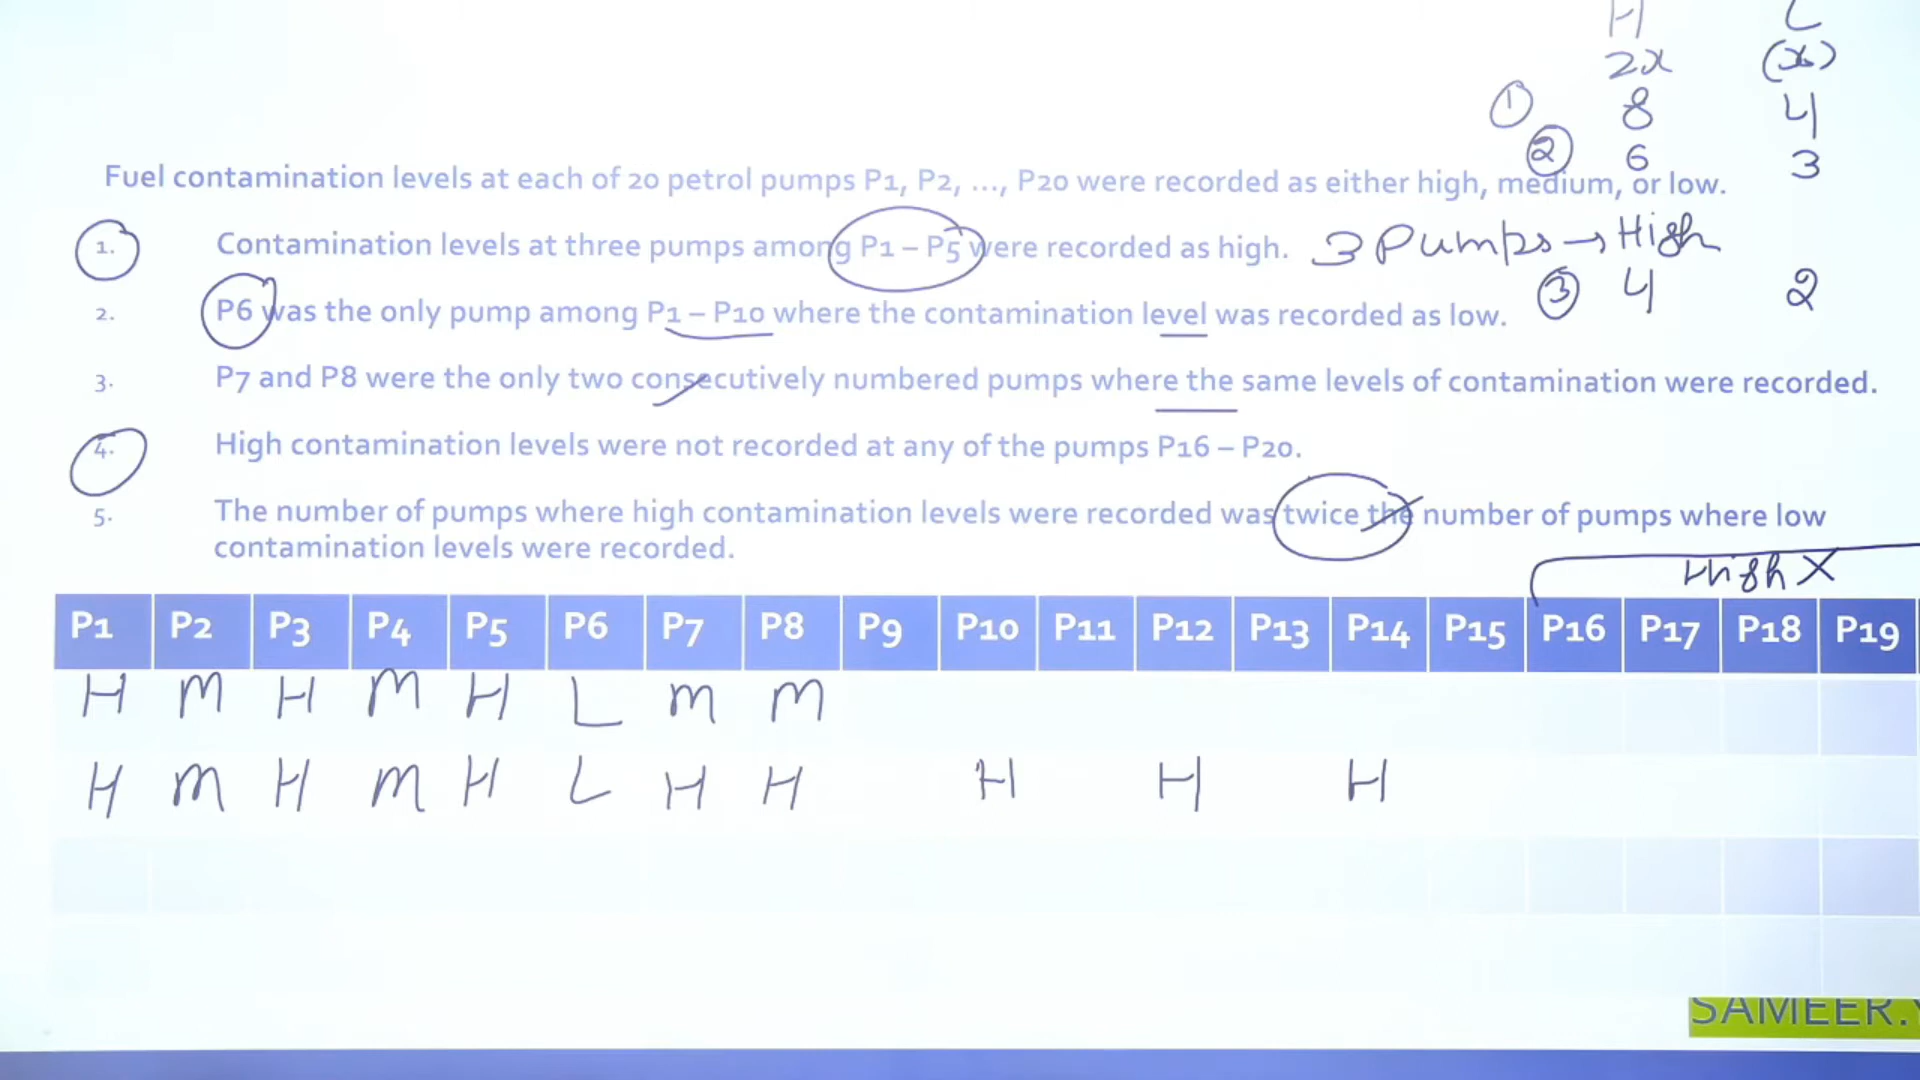 H L
2x (x)
① 8 4
② 6 3
Fuel contamination levels at each of 20 petrol pumps P1, P2, ..., P20 were recorded as either high, medium, or low.
1. Contamination levels at three pumps among P1 – P5 were recorded as high. 3 Pumps → High
③ 4 2
2. P6 was the only pump among P1 – P10 where the contamination level was recorded as low.
3. P7 and P8 were the only two consecutively numbered pumps where the same levels of contamination were recorded.
4. High contamination levels were not recorded at any of the pumps P16 – P20.
5. The number of pumps where high contamination levels were recorded was twice the number of pumps where low
contamination levels were recorded.
High X
P1 P2 P3 P4 P5 P6 P7 P8 P9 P10 P11 P12 P13 P14 P15 P16 P17 P18 P19
H M H M H L M M
H M H M H L H H H H H
SAMEER.